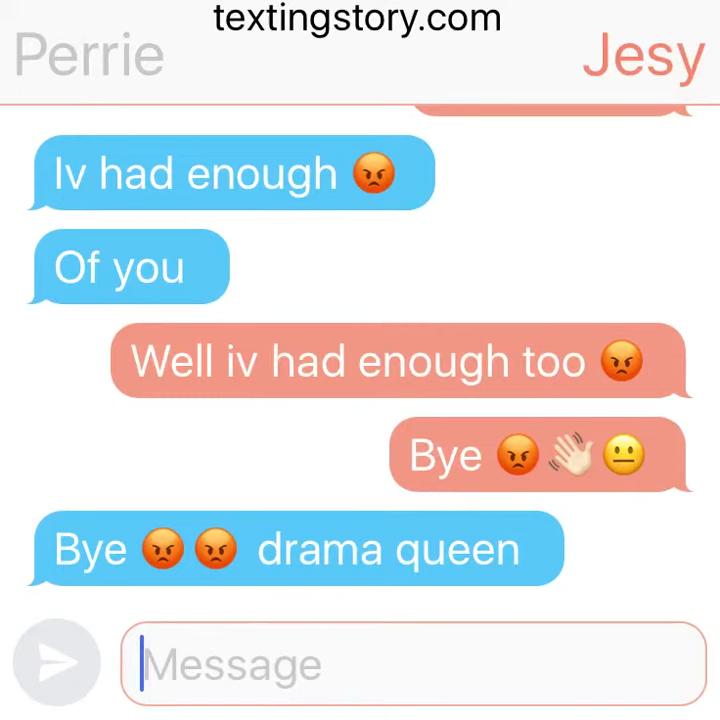 textingstory.com
Perrie Jesy
Iv had enough 😡
Of you
Well iv had enough too 😡
Bye 😡👋🏻😐
Bye 😡😡 drama queen
Message